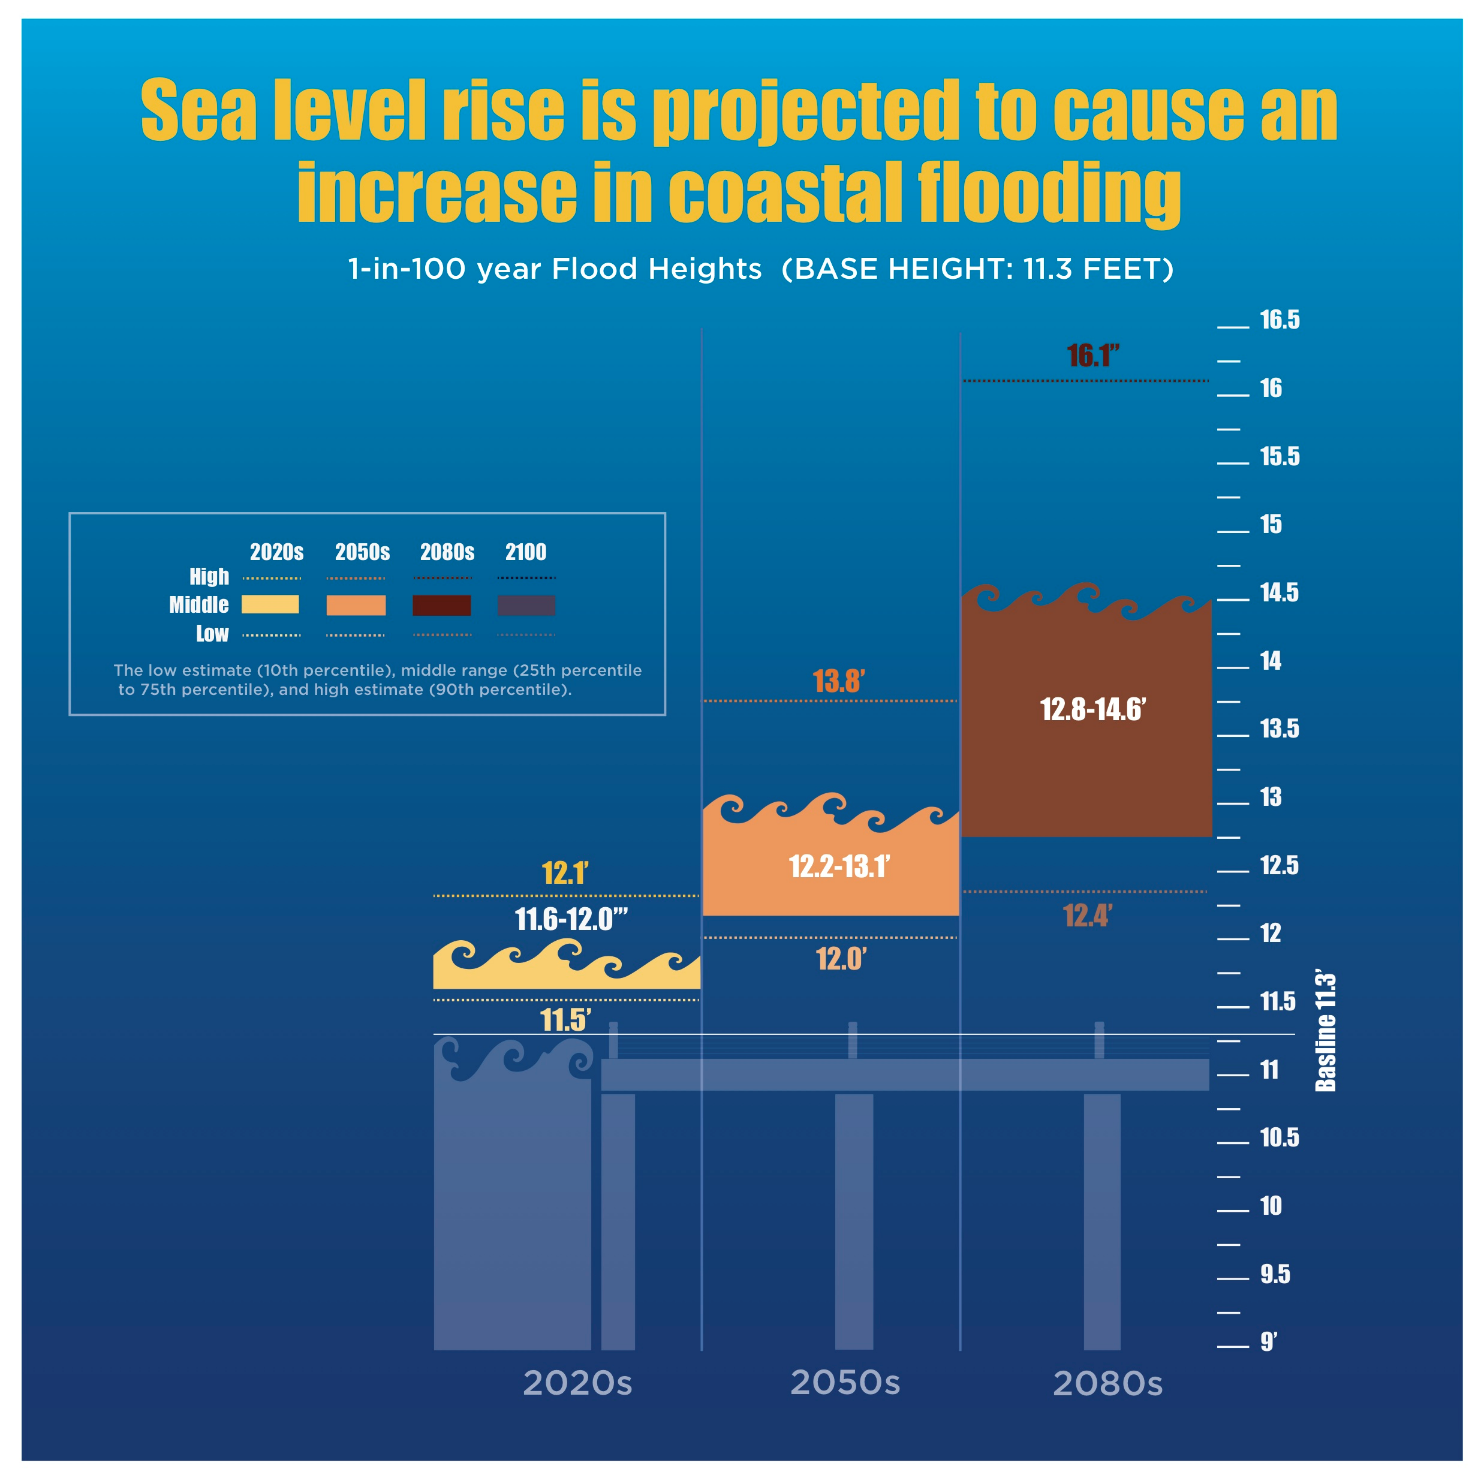 Sea level rise is projected to cause an
increase in coastal flooding
1-in-100 year Flood Heights (BASE HEIGHT: 11.3 FEET)
2020s 2050s 2080s 2100
High
Middle
Low
The low estimate (10th percentile), middle range (25th percentile
to 75th percentile), and high estimate (90th percentile).
12.1’
11.6-12.0’’’
11.5’
13.8’
12.2-13.1’
12.0’
16.1’’
12.8-14.6’
12.4’
16.5
16
15.5
15
14.5
14
13.5
13
12.5
12
11.5
11
10.5
10
9.5
9’
Basline 11.3’
2020s
2050s
2080s